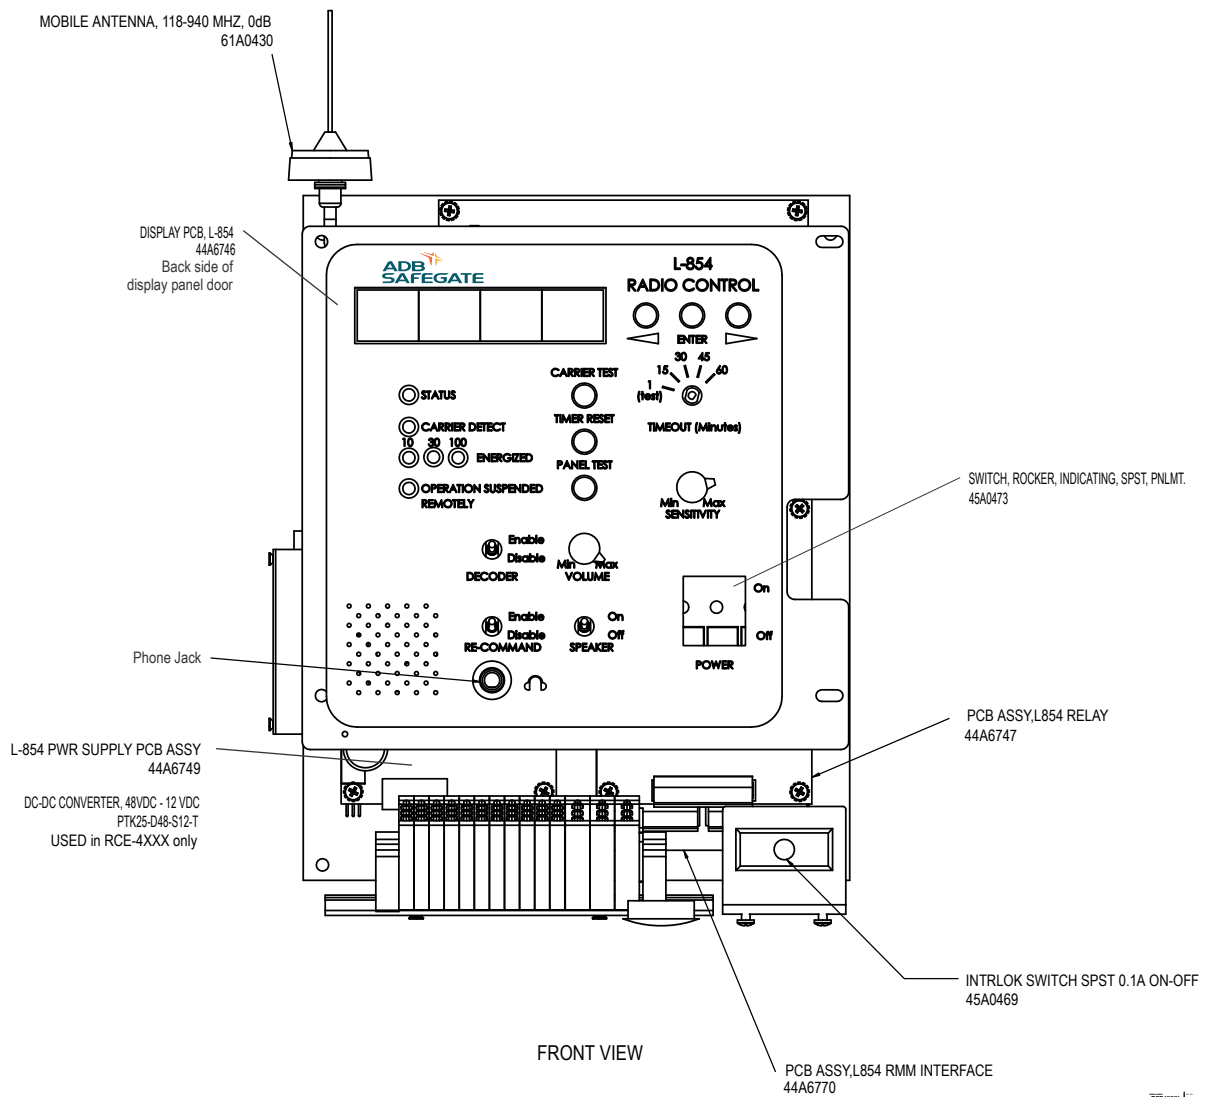 MOBILE ANTENNA, 118-940 MHZ, 0dB
61A0430
DISPLAY PCB, L-854
44A6746
Back side of
display panel door
ADB
SAFEGATE
L-854
RADIO CONTROL
ENTER
30 45
15 60
1
(test)
TIMEOUT (Minutes)
CARRIER TEST
STATUS
TIMER RESET
CARRIER DETECT
10 30 100
ENERGIZED
PANEL TEST
OPERATION SUSPENDED
REMOTELY
Min Max
SENSITIVITY
SWITCH, ROCKER, INDICATING, SPST, PNLMT.
45A0473
Enable
Disable
DECODER
Min Max
VOLUME
On
Off
POWER
Enable
Disable
RE-COMMAND
On
Off
SPEAKER
Phone Jack
PCB ASSY,L854 RELAY
44A6747
L-854 PWR SUPPLY PCB ASSY
44A6749
DC-DC CONVERTER, 48VDC - 12 VDC
PTK25-D48-S12-T
USED in RCE-4XXX only
INTRLOK SWITCH SPST 0.1A ON-OFF
45A0469
FRONT VIEW
PCB ASSY,L854 RMM INTERFACE
44A6770